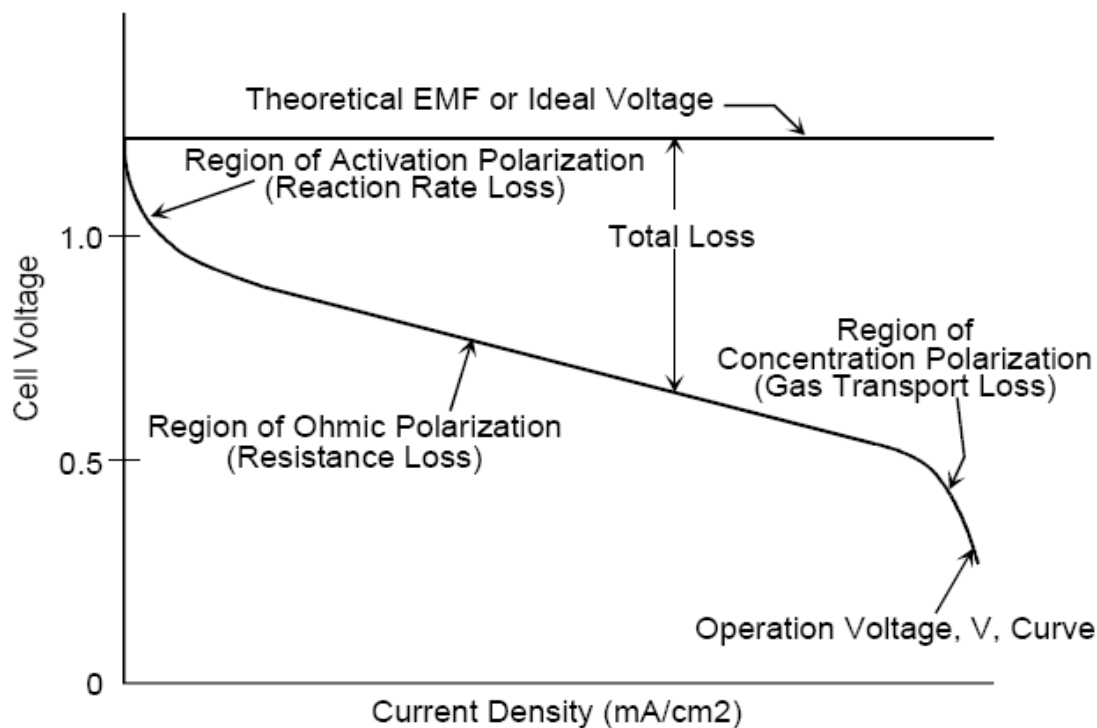 Theoretical EMF or Ideal Voltage
Region of Activation Polarization
(Reaction Rate Loss)
1.0
Total Loss
Cell Voltage
Region of
Concentration Polarization
(Gas Transport Loss)
Region of Ohmic Polarization
(Resistance Loss)
0.5
Operation Voltage, V, Curve
0
Current Density (mA/cm2)